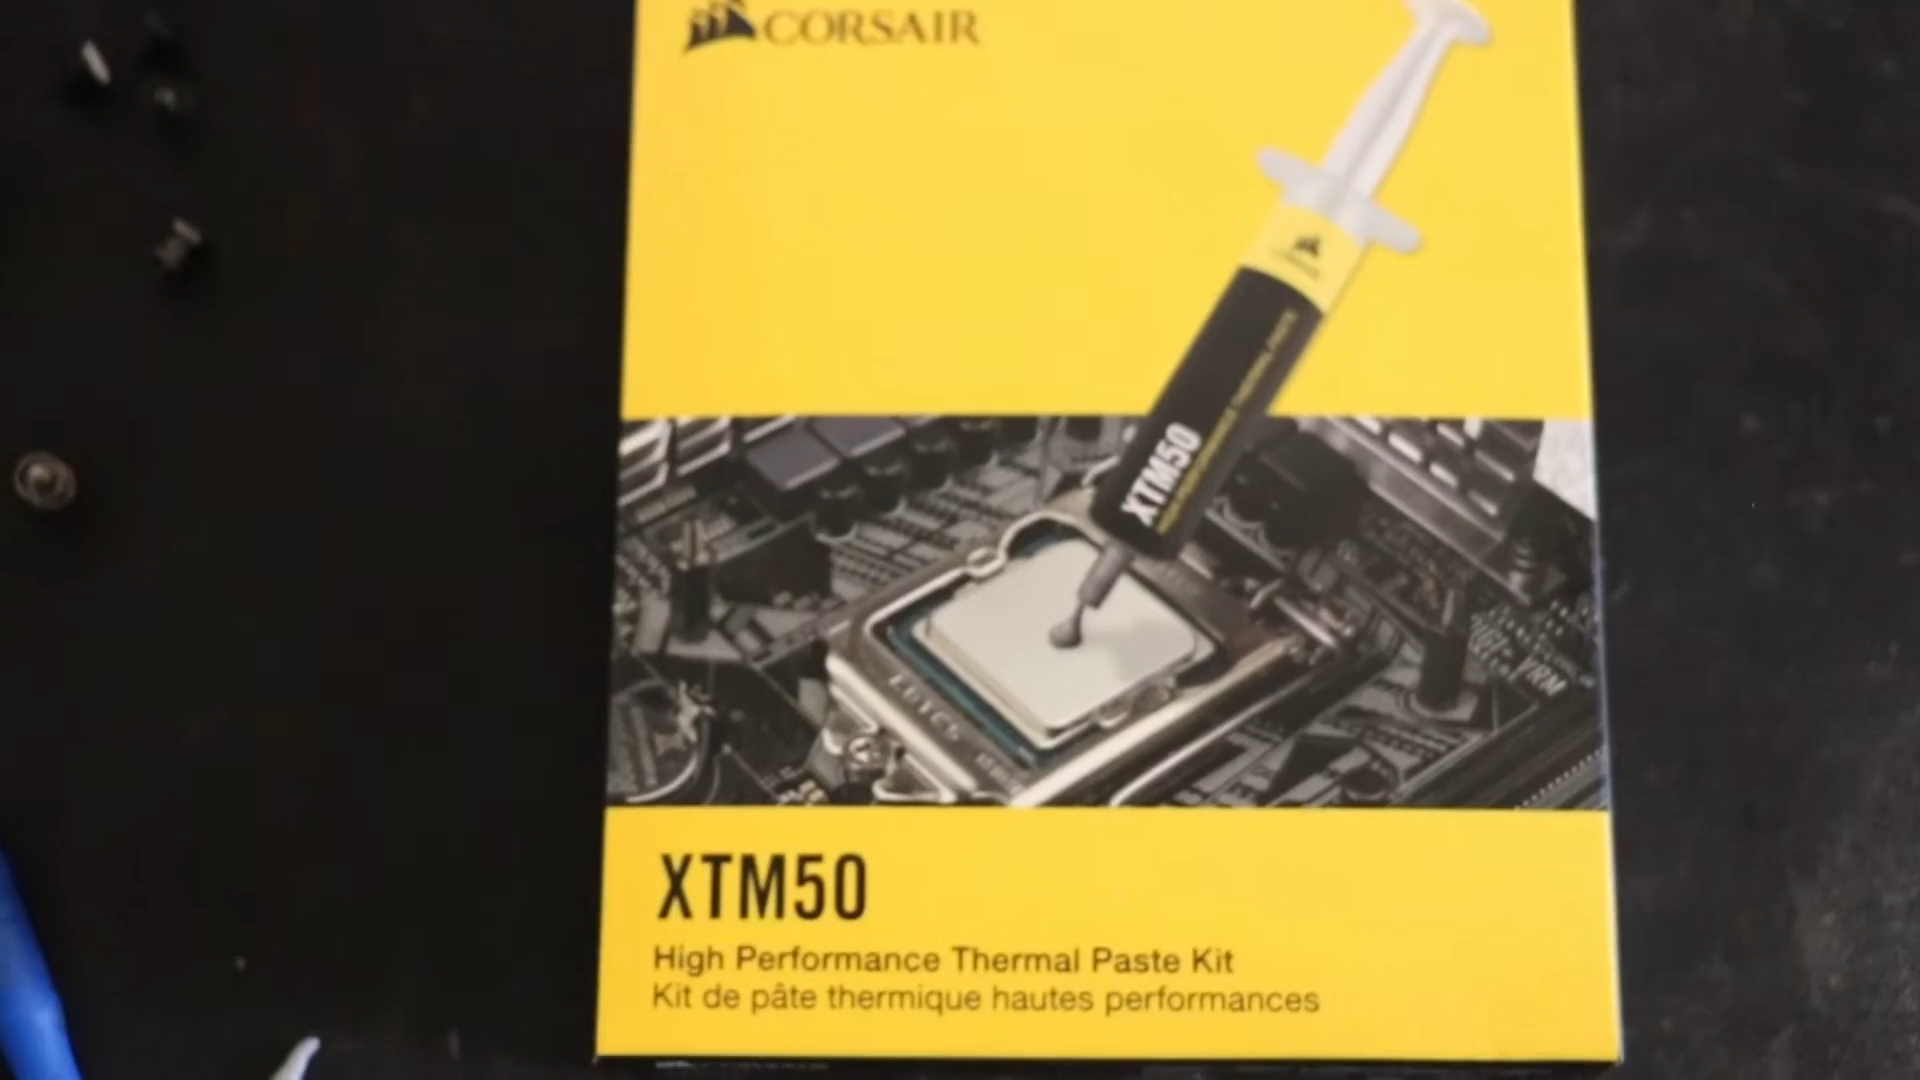 CORSAIR
XTM50
XTM50
High Performance Thermal Paste Kit
Kit de pâte thermique hautes performances